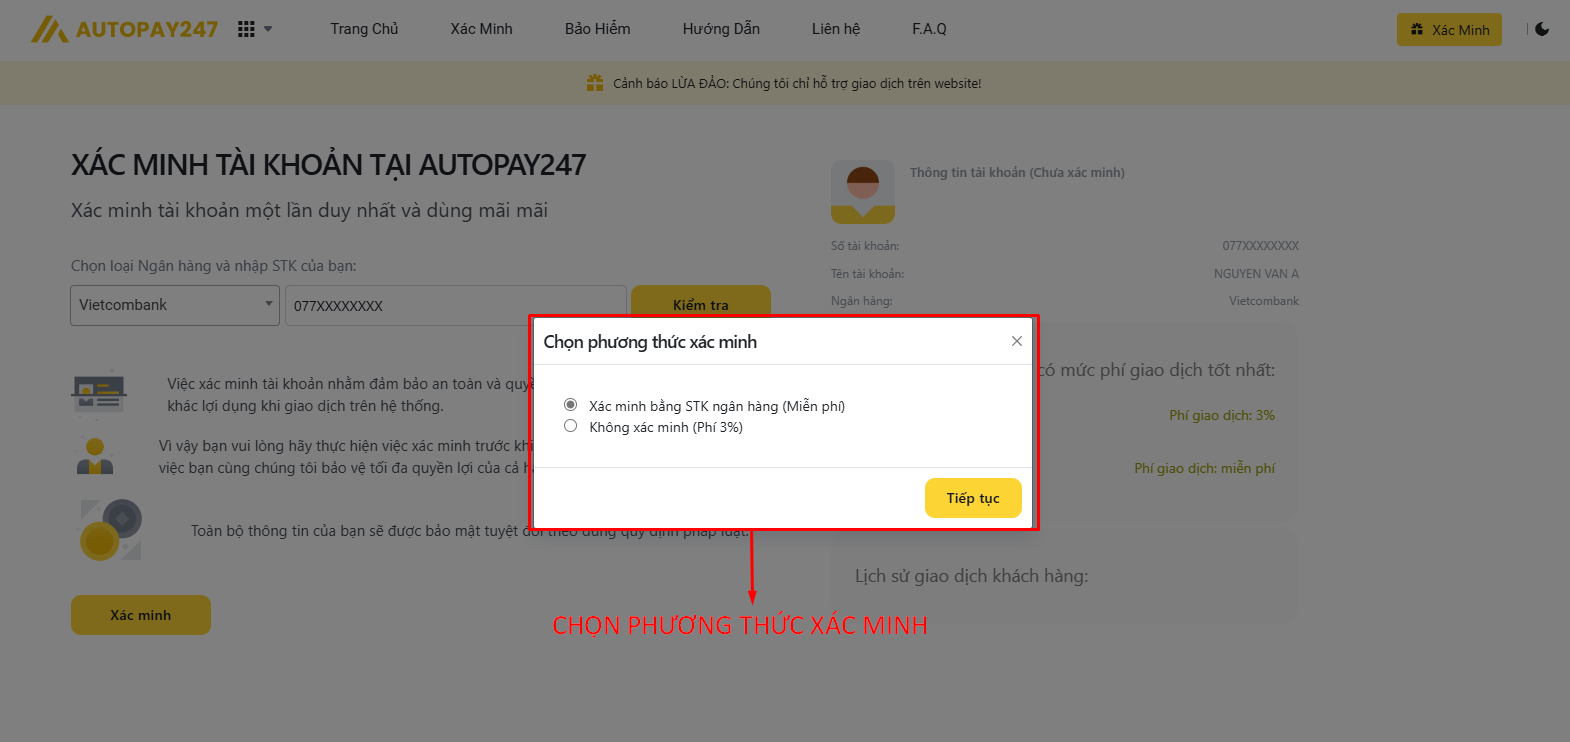 AUTOPAY247
Trang Chủ
Xác Minh
Bảo Hiểm
Hướng Dẫn
Liên hệ
F.A.Q
Xác Minh
Cảnh báo LỪA ĐẢO: Chúng tôi chỉ hỗ trợ giao dịch trên website!
XÁC MINH TÀI KHOẢN TẠI AUTOPAY247
Xác minh tài khoản một lần duy nhất và dùng mãi mãi
Chọn loại Ngân hàng và nhập STK của bạn:
Vietcombank
077XXXXXXXX
Kiểm tra
Việc xác minh tài khoản nhằm đảm bảo an toàn và quyề
khác lợi dụng khi giao dịch trên hệ thống.
Vì vậy bạn vui lòng hãy thực hiện việc xác minh trước khi
việc bạn cùng chúng tôi bảo vệ tối đa quyền lợi của cả
Toàn bộ thông tin của bạn sẽ được bảo mật tuyệt đối theo đúng quy định pháp luật.
Xác minh
Thông tin tài khoản (Chưa xác minh)
Số tài khoản:
077XXXXXXXX
Tên tài khoản:
NGUYEN VAN A
Ngân hàng:
Vietcombank
có mức phí giao dịch tốt nhất:
Phí giao dịch: 3%
Phí giao dịch: miễn phí
Lịch sử giao dịch khách hàng:
Chọn phương thức xác minh
Xác minh bằng STK ngân hàng (Miễn phí)
Không xác minh (Phí 3%)
Tiếp tục
CHỌN PHƯƠNG THỨC XÁC MINH